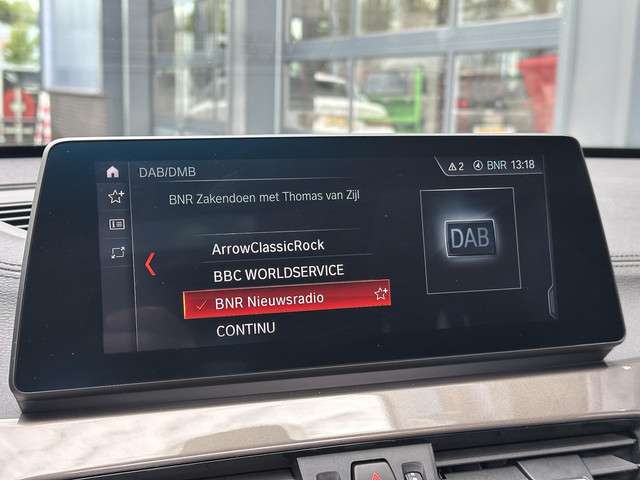 DAB/DMB
2 BNR 13:18
BNR Zakendoen met Thomas van Zijl
ArrowClassicRock
BBC WORLDSERVICE
BNR Nieuwsradio
CONTINU
DAB